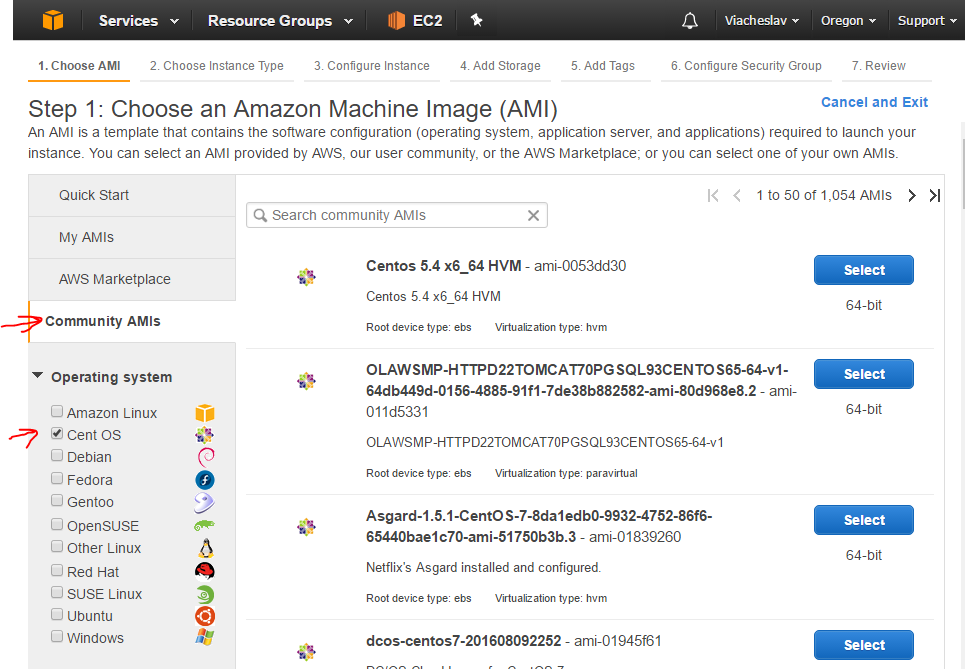 Services
Resource Groups
EC2
Viacheslav
Oregon
Support
1. Choose AMI
2. Choose Instance Type
3. Configure Instance
4. Add Storage
5. Add Tags
6. Configure Security Group
7. Review
Step 1: Choose an Amazon Machine Image (AMI)
Cancel and Exit
An AMI is a template that contains the software configuration (operating system, application server, and applications) required to launch your
instance. You can select an AMI provided by AWS, our user community, or the AWS Marketplace; or you can select one of your own AMIs.
Quick Start
My AMIs
AWS Marketplace
Community AMIs
Operating system
Amazon Linux
Cent OS
Debian
Fedora
Gentoo
OpenSUSE
Other Linux
Red Hat
SUSE Linux
Ubuntu
Windows
1 to 50 of 1,054 AMIs
Search community AMIs
Centos 5.4 x6_64 HVM - ami-0053dd30
Centos 5.4 x6_64 HVM
Root device type: ebs Virtualization type: hvm
Select
64-bit
OLAWSMP-HTTPD22TOMCAT70PGSQL93CENTOS65-64-v1-
64db449d-0156-4885-91f1-7de38b882582-ami-80d968e8.2 - ami-
011d5331
OLAWSMP-HTTPD22TOMCAT70PGSQL93CENTOS65-64-v1
Root device type: ebs Virtualization type: paravirtual
Select
64-bit
Asgard-1.5.1-CentOS-7-8da1edb0-9932-4752-86f6-
65440bae1c70-ami-51750b3b.3 - ami-01839260
Netflix's Asgard installed and configured.
Root device type: ebs Virtualization type: hvm
Select
64-bit
dcos-centos7-201608092252 - ami-01945f61
Select